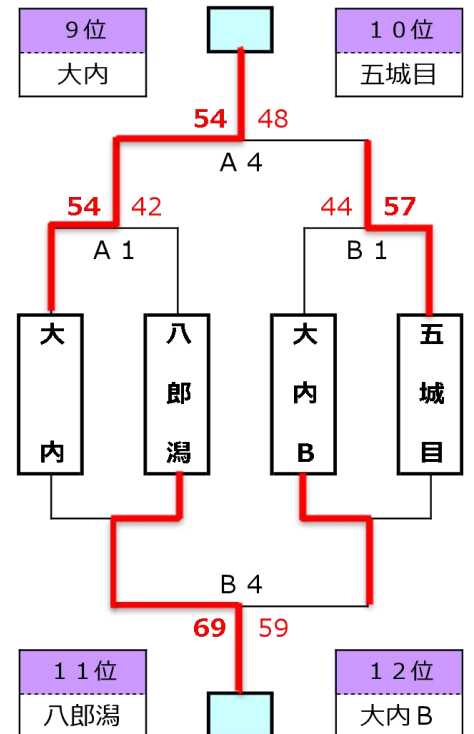 ９位
大内
１０位
五城目
54 48
Ａ４
54 42
Ａ１
44 57
Ｂ１
大内
八郎潟
大内Ｂ
五城目
Ｂ４
69 59
１１位
八郎潟
１２位
大内Ｂ